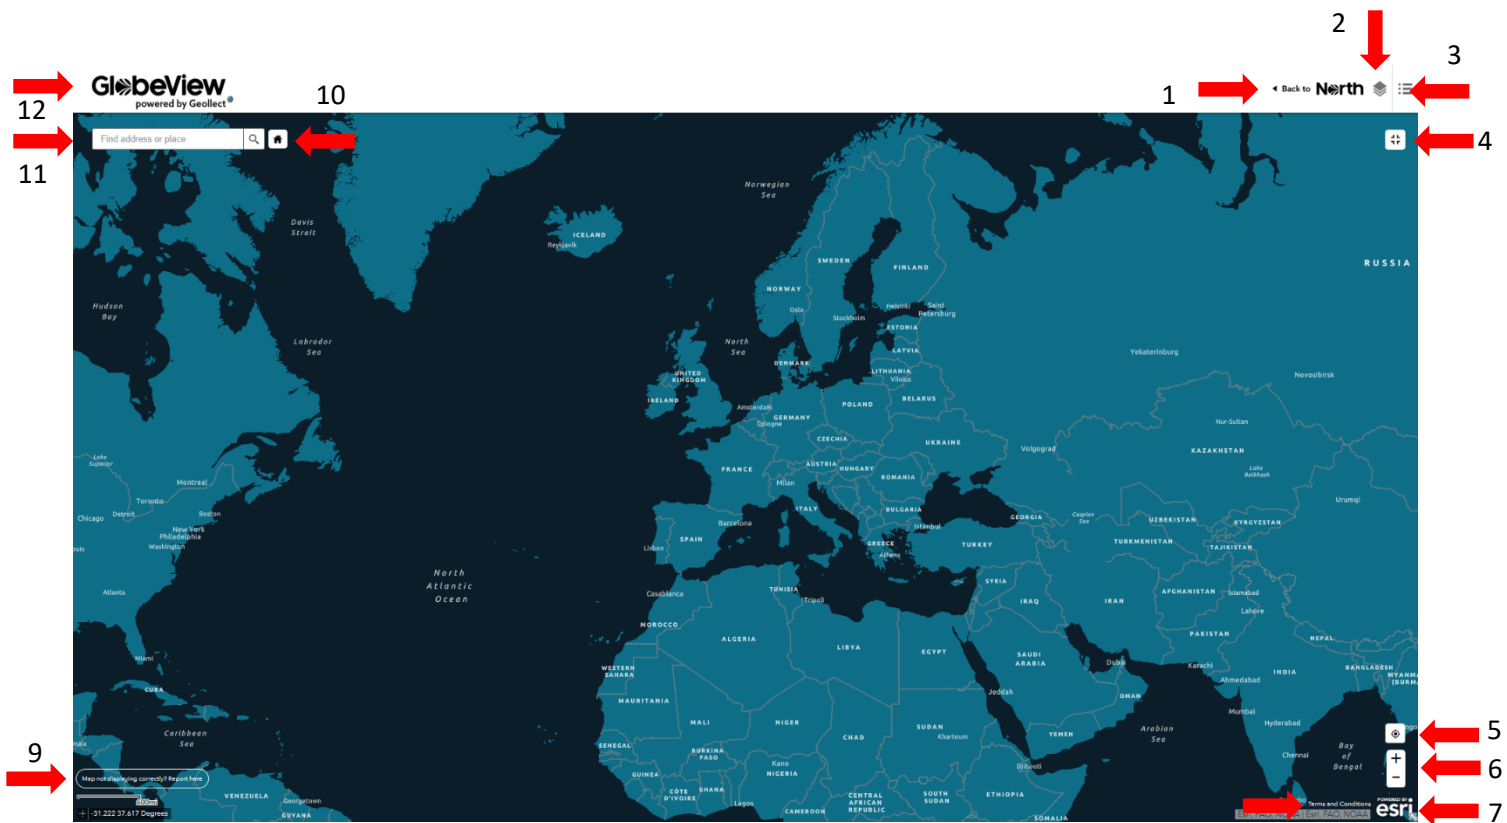 2
3
GlobeView
powered by Geollect
12
10
1
Back to North
11
Find address or place
4
Norwegian
Sea
Davis
Strait
ICELAND
Reykjavik
RUSSIA
SWEDEN
FINLAND
NORWAY
Oslo
Helsinki
Saint
Petersburg
Stockholm
ESTONIA
Hudson
Bay
Labrador
Sea
North
Sea
LATVIA
Yekaterinburg
DENMARK
LITHUANIA
Vilnius
Novosibirsk
UNITED
KINGDOM
IRELAND
Amsterdam
POLAND
BELARUS
GERMANY
Cologne
Nur-Sultan
CZECHIA
UKRAINE
Volgograd
KAZAKHSTAN
Lake
Superior
FRANCE
AUSTRIA
HUNGARY
ROMANIA
Lake
Balkhash
Montreal
Milan
Toronto
Urumqi
Chicago
Detroit
Boston
ITALY
BULGARIA
GEORGIA
Caspian
Sea
UZBEKISTAN
KYRGYZSTAN
New York
Philadelphia
Washington
Barcelona
Istanbul
SPAIN
Lisbon
GREECE
Athens
TURKEY
TURKMENISTAN
TAJIKISTAN
North
Atlantic
Ocean
SYRIA
Atlanta
Casablanca
TUNISIA
Tripoli
IRAQ
IRAN
AFGHANISTAN
Islamabad
Lahore
MOROCCO
ALGERIA
LIBYA
EGYPT
PAKISTAN
NEPAL
Miami
WESTERN
SAHARA
SAUDI
ARABIA
Dubai
Karachi
Ahmedabad
INDIA
BANGLADESH
MYANMA
(BURMA
CUBA
MAURITANIA
Jeddah
OMAN
Mumbai
Hyderabad
MALI
NIGER
SUDAN
Khartoum
CHAD
YEMEN
Arabian
Sea
Caribbean
Sea
SENEGAL
BURKINA
FASO
Chennai
Bay
of
Bengal
5
9
Kano
NIGERIA
Djibouti
6
Map not displaying correctly? Report here
GUINEA
CÔTE
D'IVOIRE
GHANA
Lagos
CENTRAL
AFRICAN
REPUBLIC
SOUTH
SUDAN
ETHIOPIA
VENEZUELA
Georgetown
GUYANA
CAMEROON
SOMALIA
600mi
-31.222 37.617 Degrees
Terms and Conditions
POWERED BY
esri
7
Esri, FAO, NOAA | Esri, FAO, NOAA